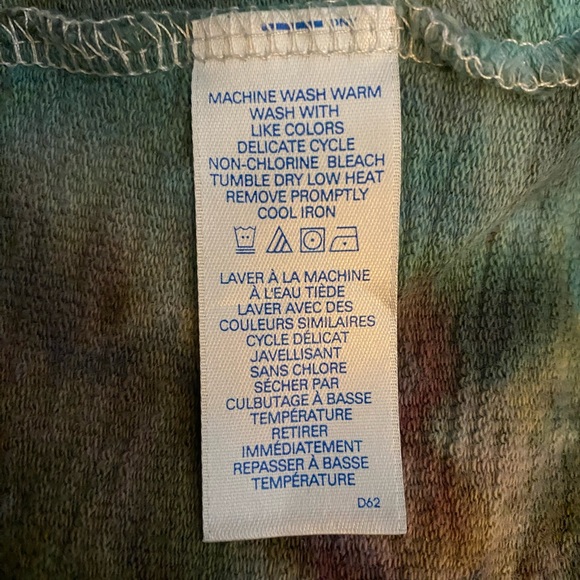 MACHINE WASH WARM
WASH WITH
LIKE COLORS
DELICATE CYCLE
NON-CHLORINE BLEACH
TUMBLE DRY LOW HEAT
REMOVE PROMPTLY
COOL IRON
LAVER À LA MACHINE
À L'EAU TIÈDE
LAVER AVEC DES
COULEURS SIMILAIRES
CYCLE DÉLICAT
JAVELLISANT
SANS CHLORE
SÉCHER PAR
CULBUTAGE À BASSE
TEMPÉRATURE
RETIRER
IMMÉDIATEMENT
REPASSER À BASSE
TEMPÉRATURE
D62